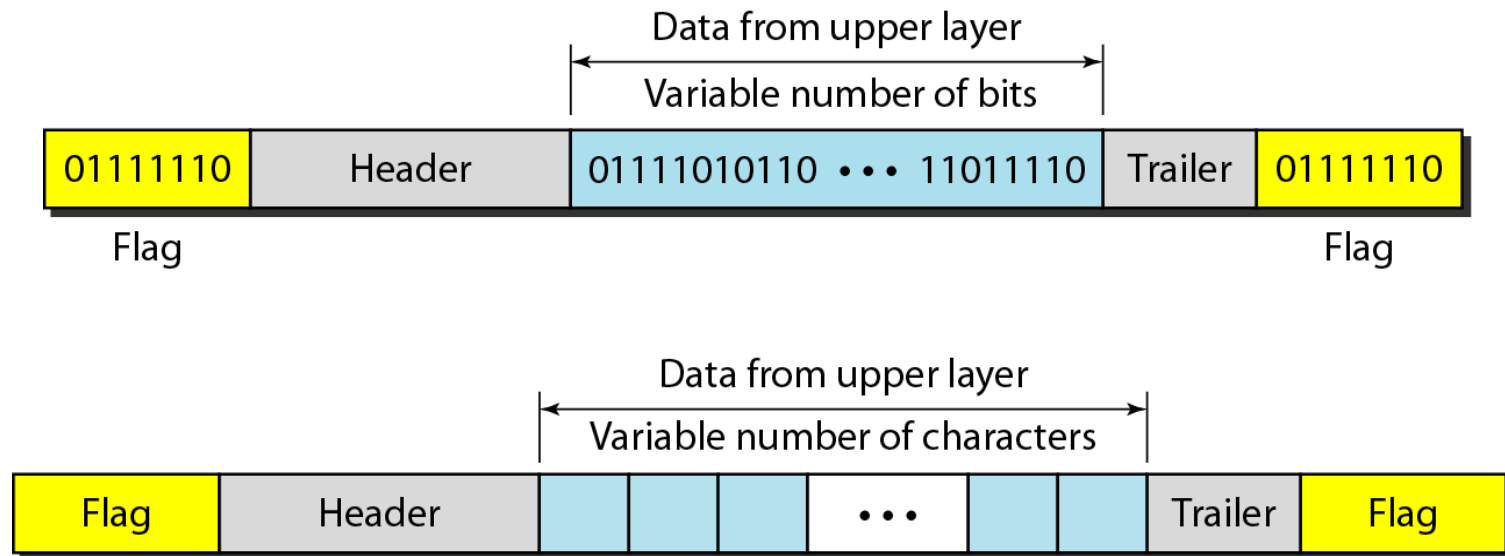 Data from upper layer
Variable number of bits
01111110 Header 01111010110 ••• 11011110 Trailer 01111110
Flag Flag
Data from upper layer
Variable number of characters
Flag Header ••• Trailer Flag